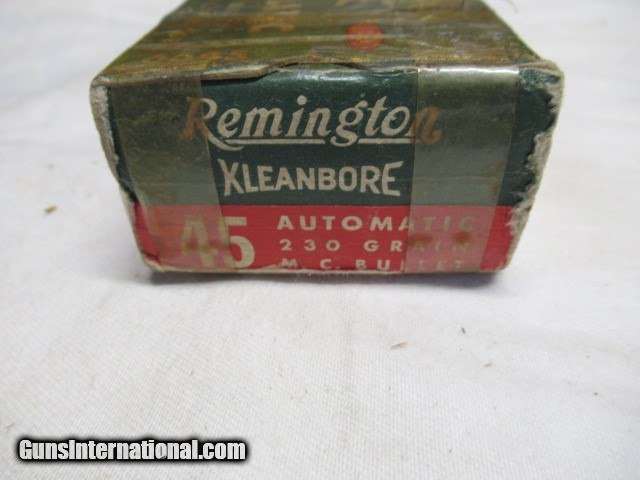 Remington
KLEANBORE
45 AUTOMATIC
230 GRAIN
M.C. BULLET
GunsInternational.com